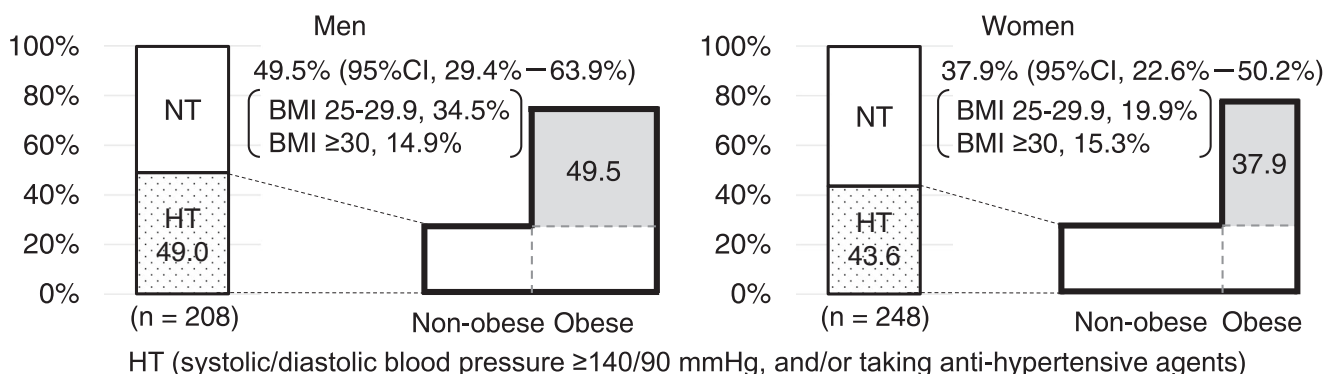 Men
100%
80%
60%
40%
20%
0%
NT
HT
49.0
(n = 208)
49.5% (95%CI, 29.4%－63.9%)
BMI 25-29.9, 34.5%
BMI ≥30, 14.9%
49.5
Non-obese Obese
Women
100%
80%
60%
40%
20%
0%
NT
HT
43.6
(n = 248)
37.9% (95%CI, 22.6%－50.2%)
BMI 25-29.9, 19.9%
BMI ≥30, 15.3%
37.9
Non-obese Obese
HT (systolic/diastolic blood pressure ≥140/90 mmHg, and/or taking anti-hypertensive agents)